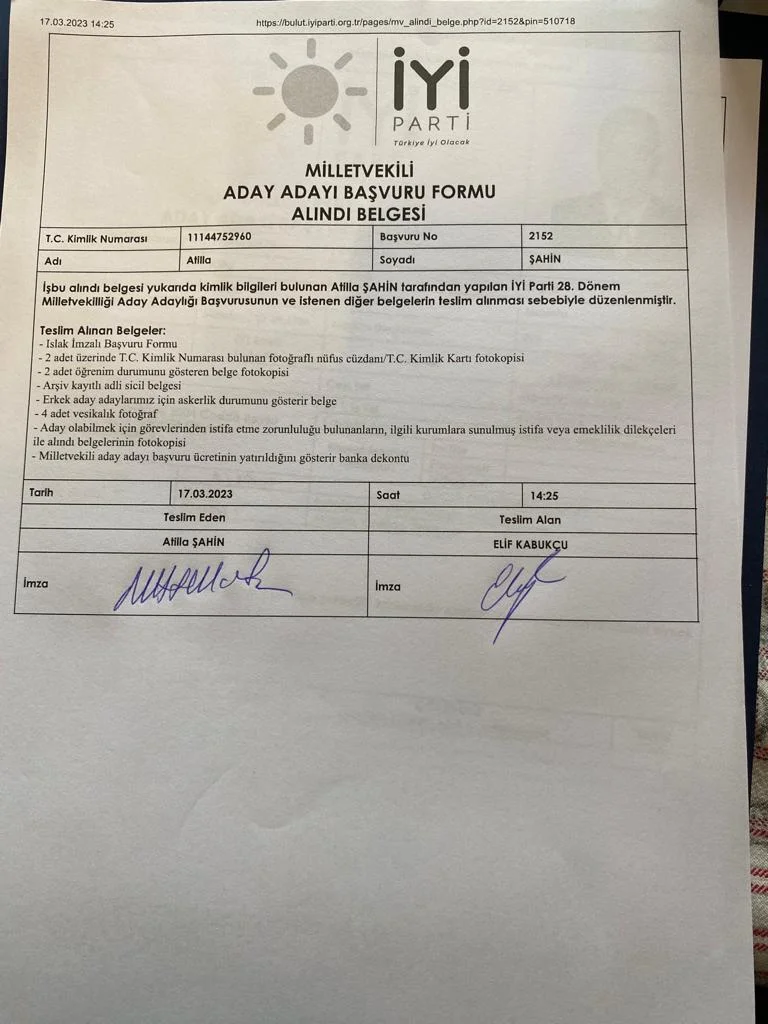 17.03.2023 14:25 https://bulut.iyiparti.org.tr/pages/mv_alindi_belge.php?id=2152&pin=510718
İYİ
PARTİ
Türkiye İyi Olacak
MİLLETVEKİLİ
ADAY ADAYI BAŞVURU FORMU
ALINDI BELGESİ
T.C. Kimlik Numarası 11144752960 Başvuru No 2152
Adı Atilla Soyadı ŞAHİN
İşbu alındı belgesi yukarıda kimlik bilgileri bulunan Atilla ŞAHİN tarafından yapılan İYİ Parti 28. Dönem
Milletvekilliği Aday Adaylığı Başvurusunun ve istenen diğer belgelerin teslim alınması sebebiyle düzenlenmiştir.
Teslim Alınan Belgeler:
- Islak İmzalı Başvuru Formu
- 2 adet üzerinde T.C. Kimlik Numarası bulunan fotoğraflı nüfus cüzdanı/T.C. Kimlik Kartı fotokopisi
- 2 adet öğrenim durumunu gösteren belge fotokopisi
- Arşiv kayıtlı adli sicil belgesi
- Erkek aday adaylarımız için askerlik durumunu gösterir belge
- 4 adet vesikalık fotoğraf
- Aday olabilmek için görevlerinden istifa etme zorunluluğu bulunanların, ilgili kurumlara sunulmuş istifa veya emeklilik dilekçeleri
ile alındı belgelerinin fotokopisi
- Milletvekili aday adayı başvuru ücretinin yatırıldığını gösterir banka dekontu
Tarih 17.03.2023 Saat 14:25
Teslim Eden Teslim Alan
Atilla ŞAHİN ELİF KABUKÇU
İmza İmza